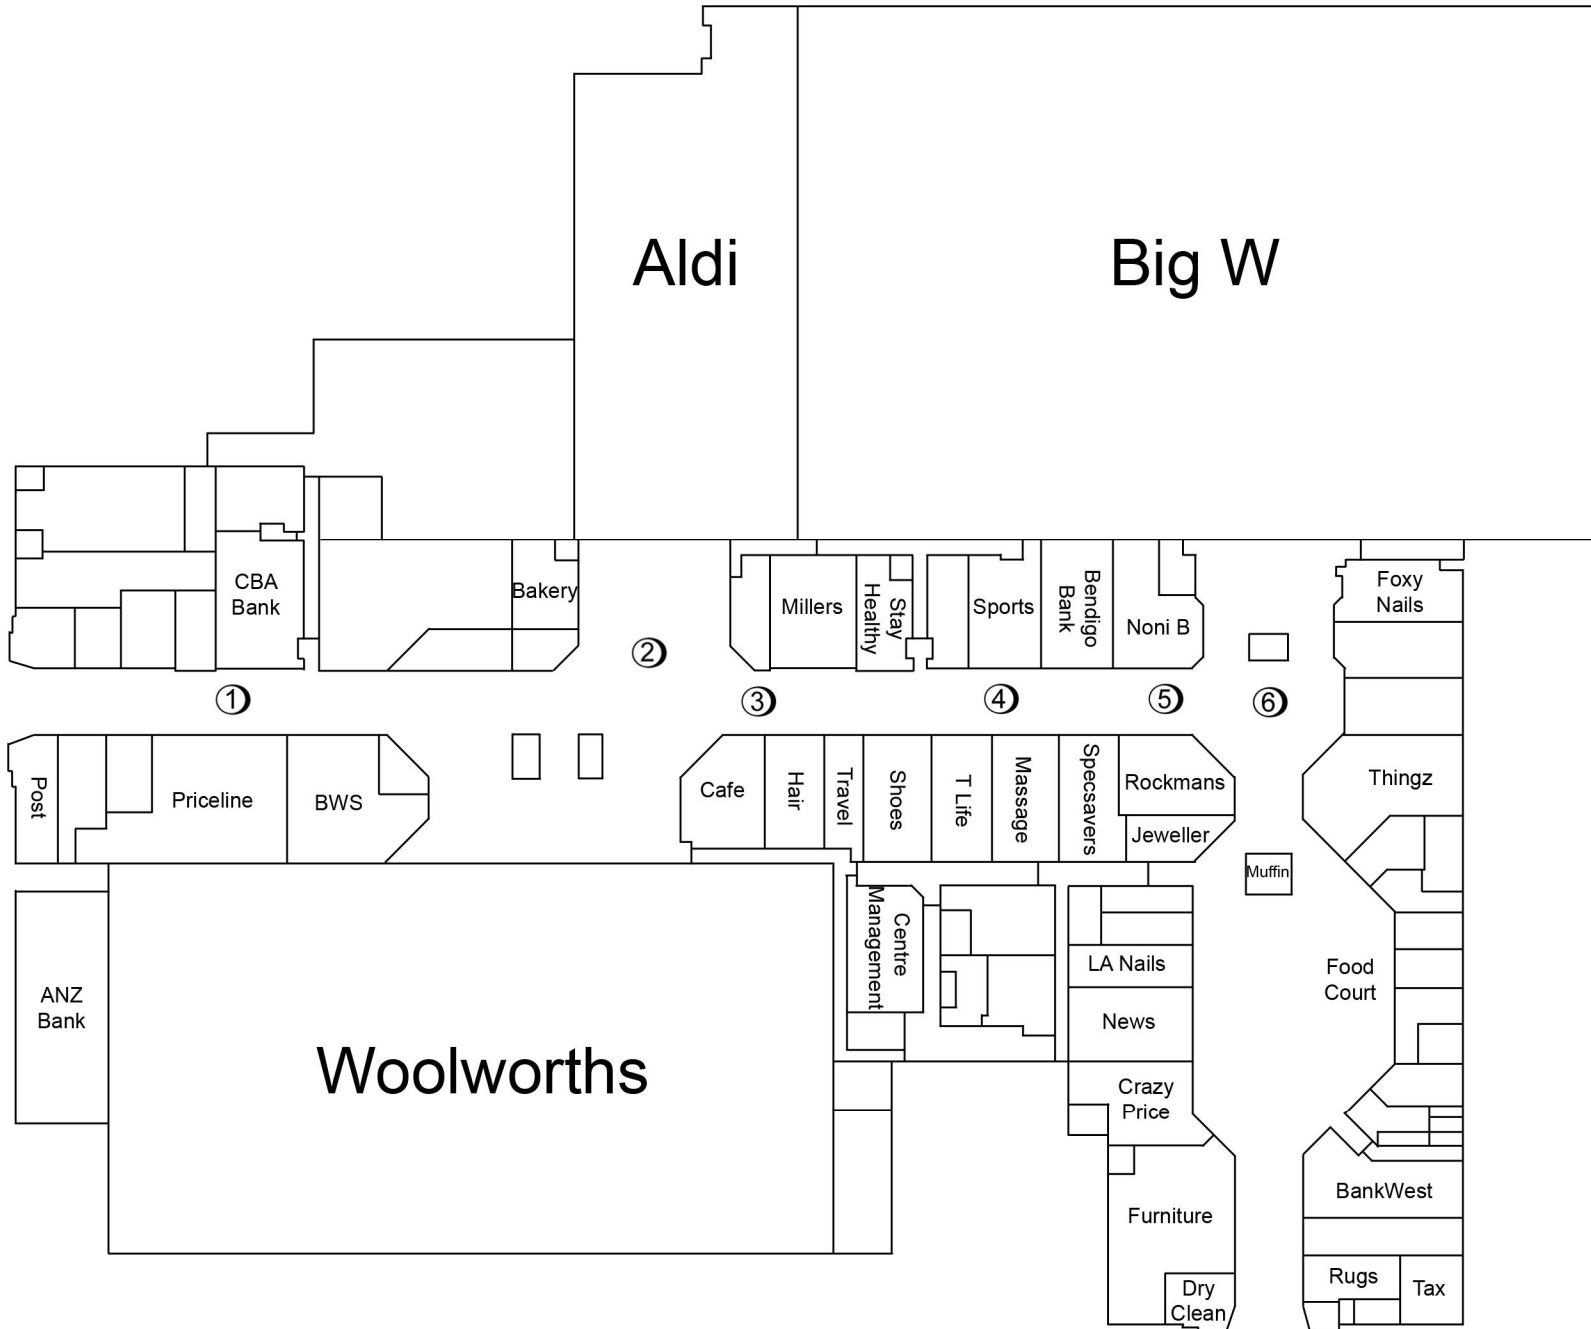 Aldi
Big W
CBA
Bank
Bakery
Millers
Stay
Healthy
Sports
Bendigo
Bank
Noni B
Foxy
Nails
1
2
3
4
5
6
Post
Priceline
BWS
Cafe
Hair
Travel
Shoes
T Life
Massage
Specsavers
Rockmans
Jeweller
Thingz
Muffin
Centre
Management
LA Nails
News
Food
Court
ANZ
Bank
Woolworths
Crazy
Price
BankWest
Furniture
Rugs
Tax
Dry
Clean